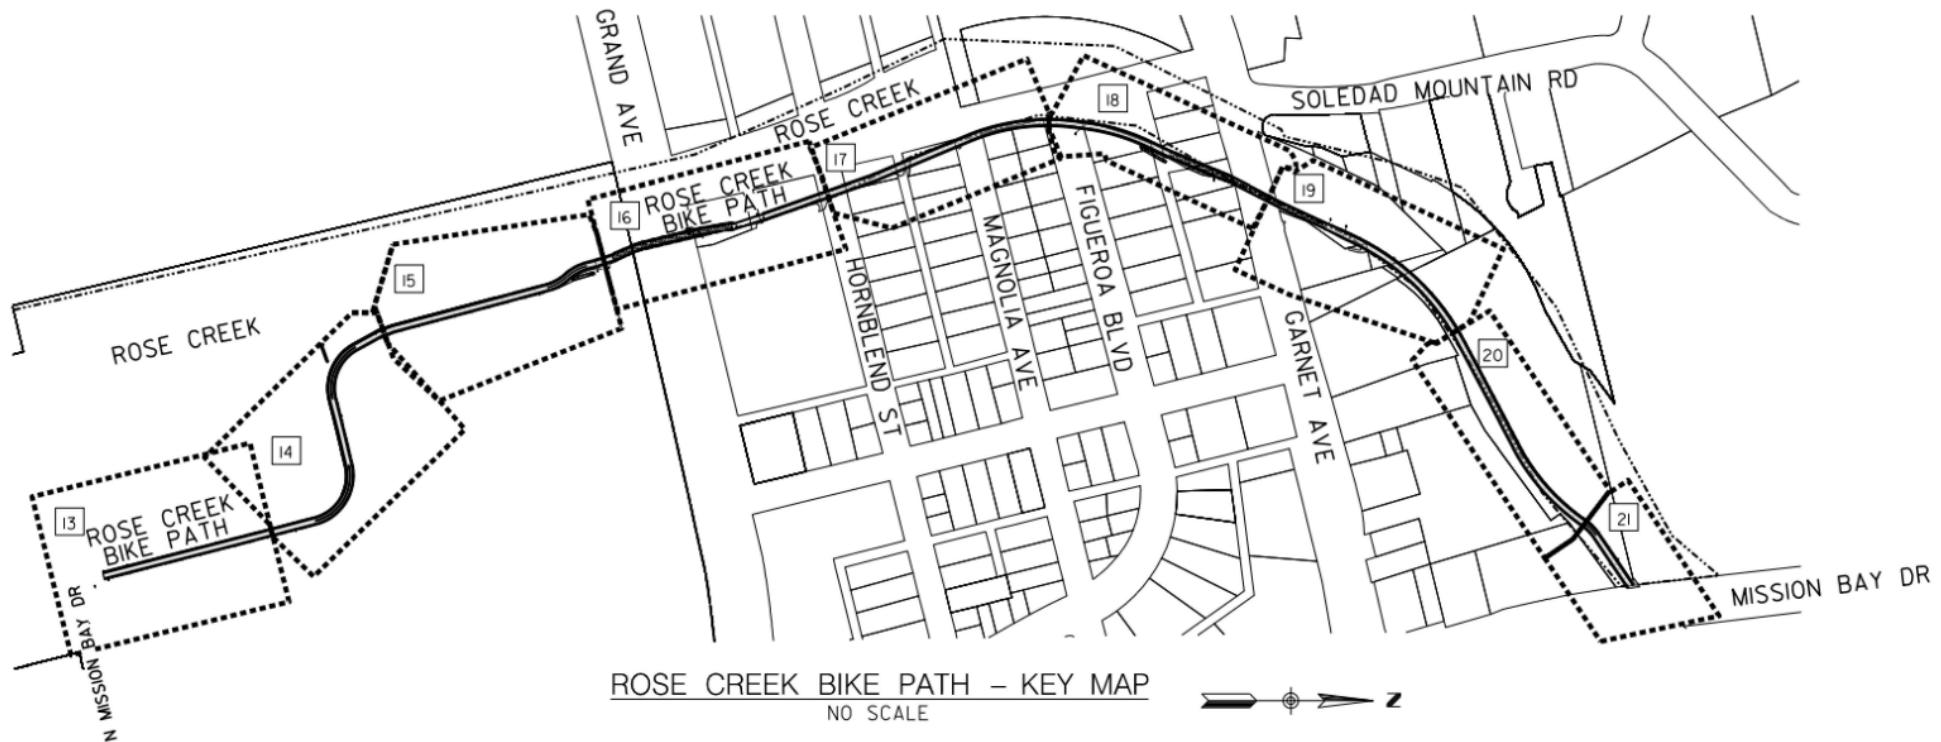 GRAND AVE
ROSE CREEK
18
SOLEDAD MOUNTAIN RD
17
ROSE CREEK
BIKE PATH
16
19
15
FIGUEROA BLVD
MAGNOLIA AVE
HORNBLEND ST
GARNET AVE
ROSE CREEK
20
14
13
ROSE CREEK
BIKE PATH
21
MISSION BAY DR
N MISSION BAY DR
ROSE CREEK BIKE PATH – KEY MAP
NO SCALE
N